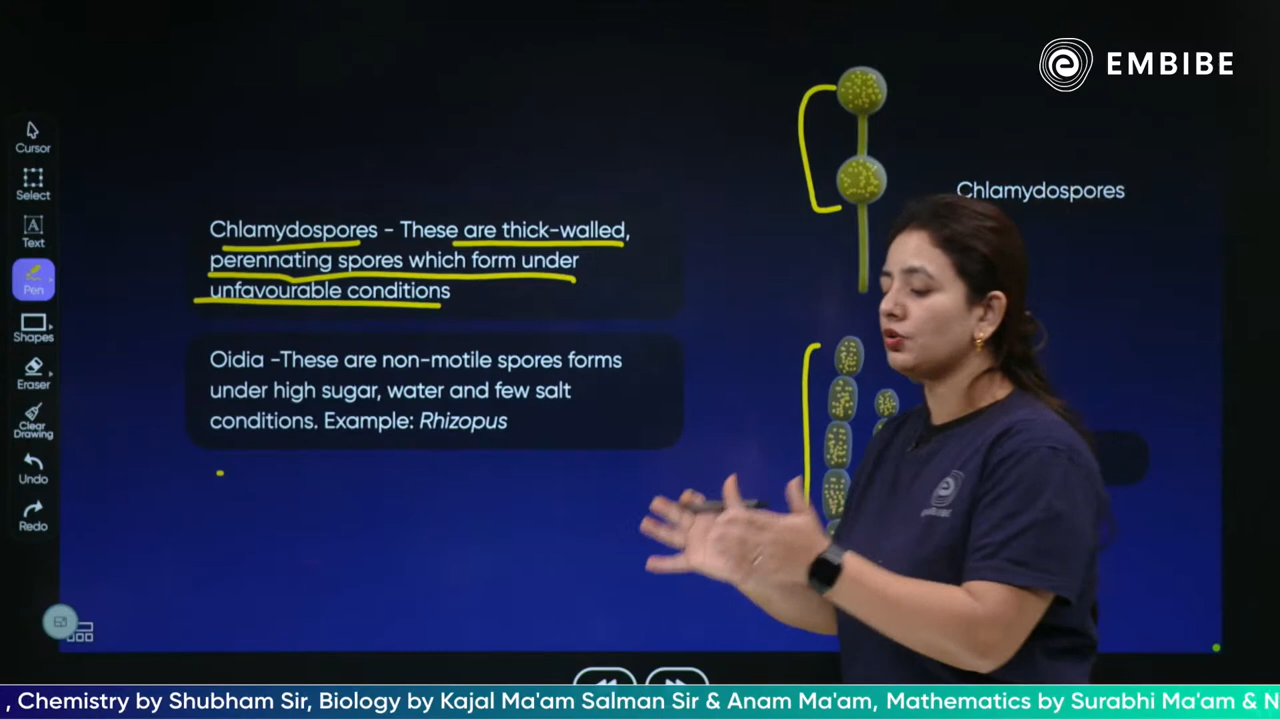 EMBIBE
Cursor
Select
Text
Pen
Shapes
Eraser
Clear
Drawing
Undo
Redo
Chlamydospores
Chlamydospores - These are thick-walled,
perennating spores which form under
unfavourable conditions
Oidia -These are non-motile spores forms
under high sugar, water and few salt
conditions. Example: Rhizopus
, Chemistry by Shubham Sir, Biology by Kajal Ma'am Salman Sir & Anam Ma'am, Mathematics by Surabhi Ma'am & N